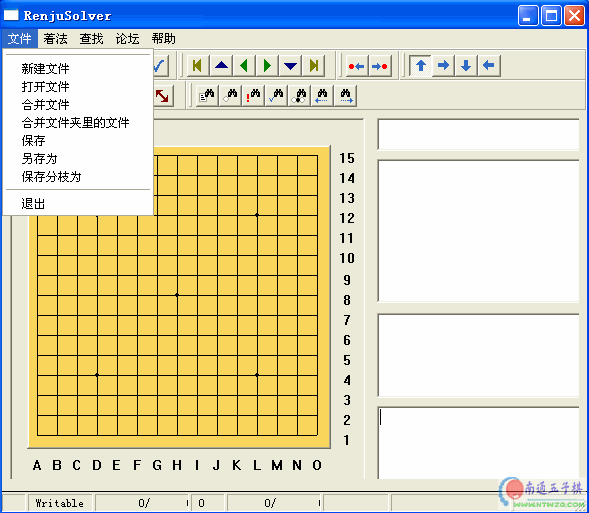 RenjuSolver
文件 着法 查找 论坛 帮助
新建文件
打开文件
合并文件
合并文件夹里的文件
保存
另存为
保存分枝为
退出
15
14
13
12
11
10
9
8
7
6
5
4
3
2
1
A B C D E F G H I J K L M N O
南通五子棋
WWW.NTWZQ.COM
Writable 0/ 0 0/